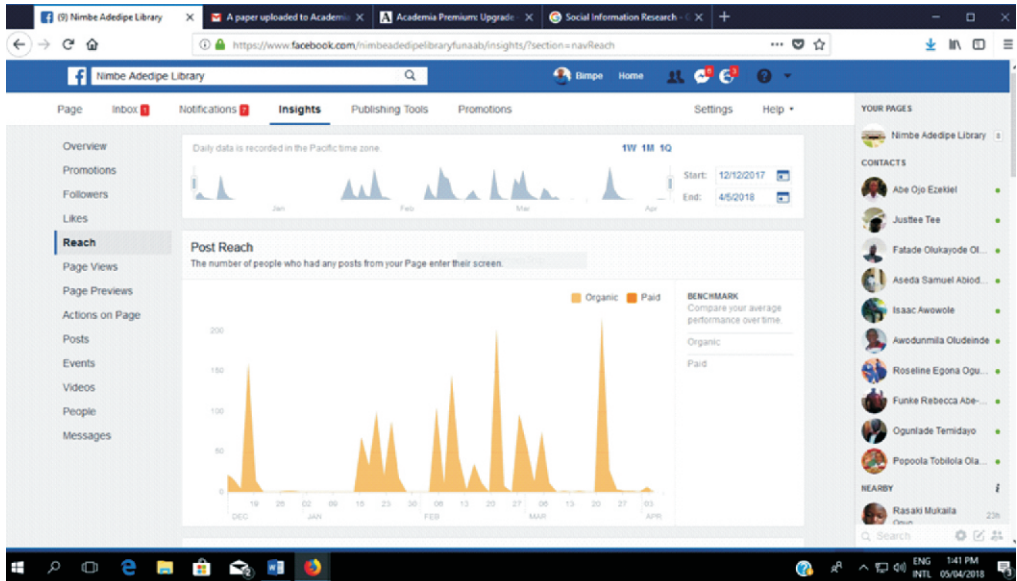 (9) Nimbe Adedipe Library
A paper uploaded to Academi
Academia Premium: Upgrade
Social Information Research - G
https://www.facebook.com/nimbeadedipelibraryfunaab/insights/?section=navReach
Nimbe Adedipe Library
Bimpe Home
Page Inbox Notifications Insights Publishing Tools Promotions Settings Help
Overview
Promotions
Followers
Likes
Reach
Page Views
Page Previews
Actions on Page
Posts
Events
Videos
People
Messages
Daily data is recorded in the Pacific time zone.
1W 1M 1Q
Jan Feb Mar Apr
Start: 12/12/2017
End: 4/5/2018
Post Reach
The number of people who had any posts from your Page enter their screen.
Organic Paid
200
150
100
50
0
19 26 02 09 16 23 30 06 13 20 27 06 13 20 27 03
DEC JAN FEB MAR APR
BENCHMARK
Compare your average
performance over time.
Organic
Paid
YOUR PAGES
Nimbe Adedipe Library
CONTACTS
Abe Ojo Ezekiel
Justtee Tee
Fatade Olukayode Ol...
Aseda Samuel Abiod...
Isaac Awowole
Awodunmila Oludeinde
Roseline Egona Ogu...
Funke Rebecca Abe-...
Ogunlade Temidayo
Popoola Tobilola Ola...
NEARBY
Rasaki Mukaila
23h
Search
ENG 1:41 PM
INTL 05/04/2018